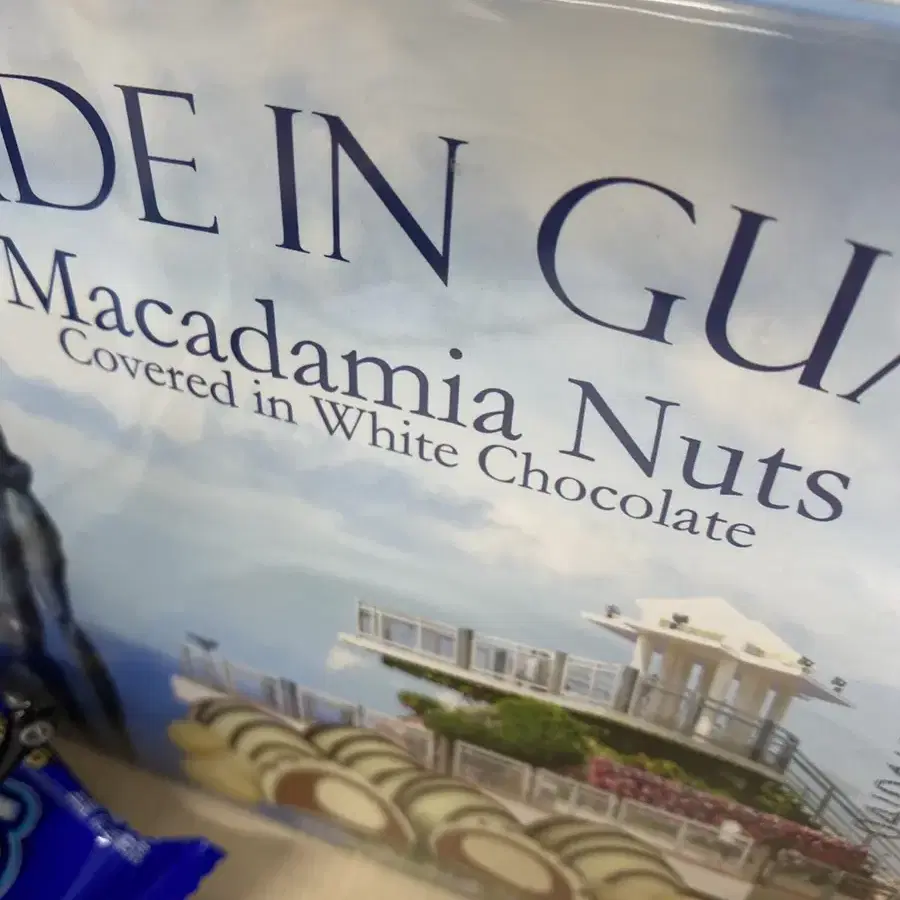 DE IN GU
Macadamia Nuts
Covered in White Chocolate